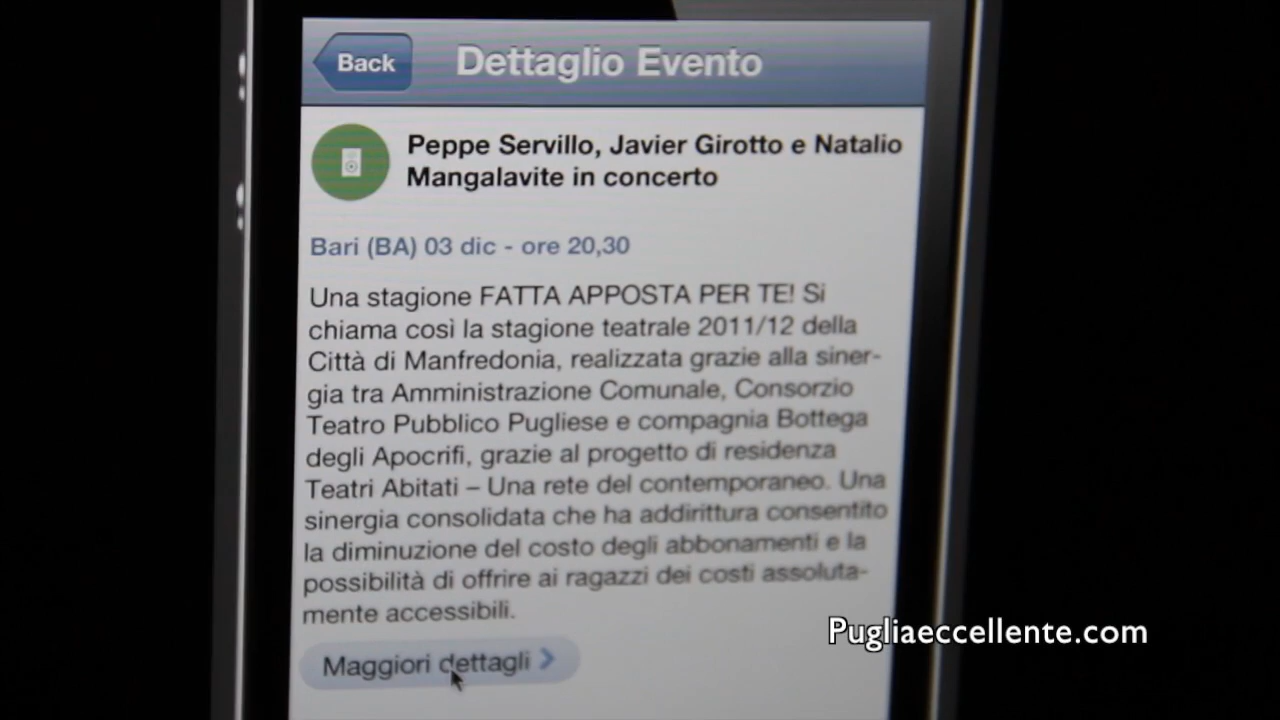 Back
Dettaglio Evento
Peppe Servillo, Javier Girotto e Natalio
Mangalavite in concerto
Bari (BA) 03 dic - ore 20,30
Una stagione FATTA APPOSTA PER TE! Si
chiama così la stagione teatrale 2011/12 della
Città di Manfredonia, realizzata grazie alla siner-
gia tra Amministrazione Comunale, Consorzio
Teatro Pubblico Pugliese e compagnia Bottega
degli Apocrifi, grazie al progetto di residenza
Teatri Abitati – Una rete del contemporaneo. Una
sinergia consolidata che ha addirittura consentito
la diminuzione del costo degli abbonamenti e la
possibilità di offrire ai ragazzi dei costi assoluta-
mente accessibili.
Maggiori dettagli
Pugliaeccellente.com